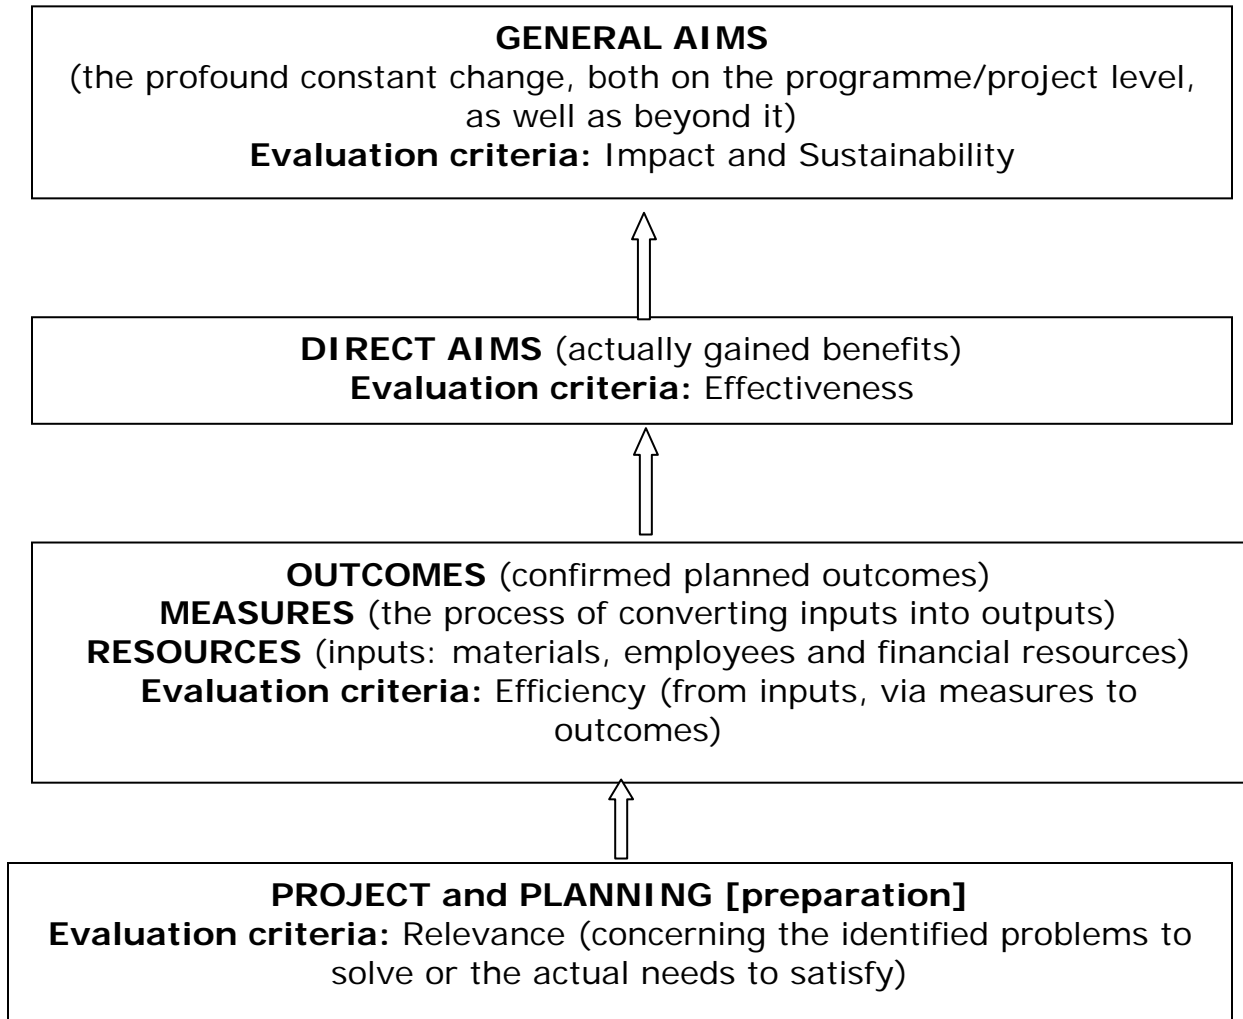 GENERAL AIMS
(the profound constant change, both on the programme/project level,
as well as beyond it)
Evaluation criteria: Impact and Sustainability
DIRECT AIMS (actually gained benefits)
Evaluation criteria: Effectiveness
OUTCOMES (confirmed planned outcomes)
MEASURES (the process of converting inputs into outputs)
RESOURCES (inputs: materials, employees and financial resources)
Evaluation criteria: Efficiency (from inputs, via measures to
outcomes)
PROJECT and PLANNING [preparation]
Evaluation criteria: Relevance (concerning the identified problems to
solve or the actual needs to satisfy)